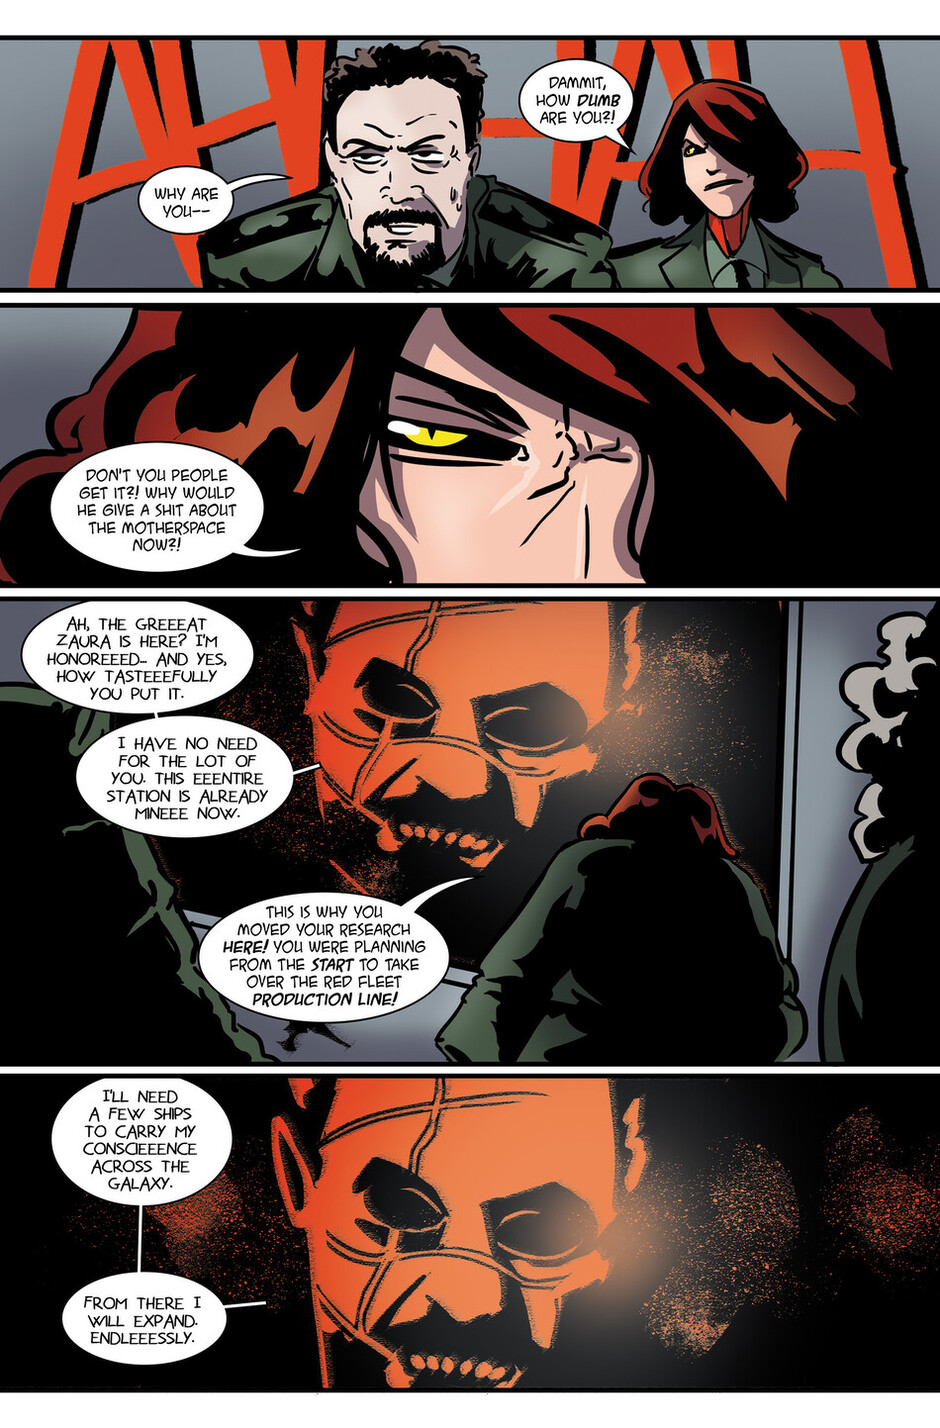 AH HAH
WHY ARE
YOU--
DAMMIT,
HOW DUMB
ARE YOU?!
DON'T YOU PEOPLE
GET IT?! WHY WOULD
HE GIVE A SHIT ABOUT
THE MOTHERSPACE
NOW?!
AH, THE GREEEAT
ZAURA IS HERE? I'M
HONOREEED-- AND YES,
HOW TASTEEEFULLY
YOU PUT IT.
I HAVE NO NEED
FOR THE LOT OF
YOU. THIS EEENTIRE
STATION IS ALREADY
MINEEE NOW.
THIS IS WHY YOU
MOVED YOUR RESEARCH
HERE! YOU WERE PLANNING
FROM THE START TO TAKE
OVER THE RED FLEET
PRODUCTION LINE!
I'LL NEED
A FEW SHIPS
TO CARRY MY
CONSCIEEENCE
ACROSS THE
GALAXY.
FROM THERE I
WILL EXPAND.
ENDLEEESSLY.